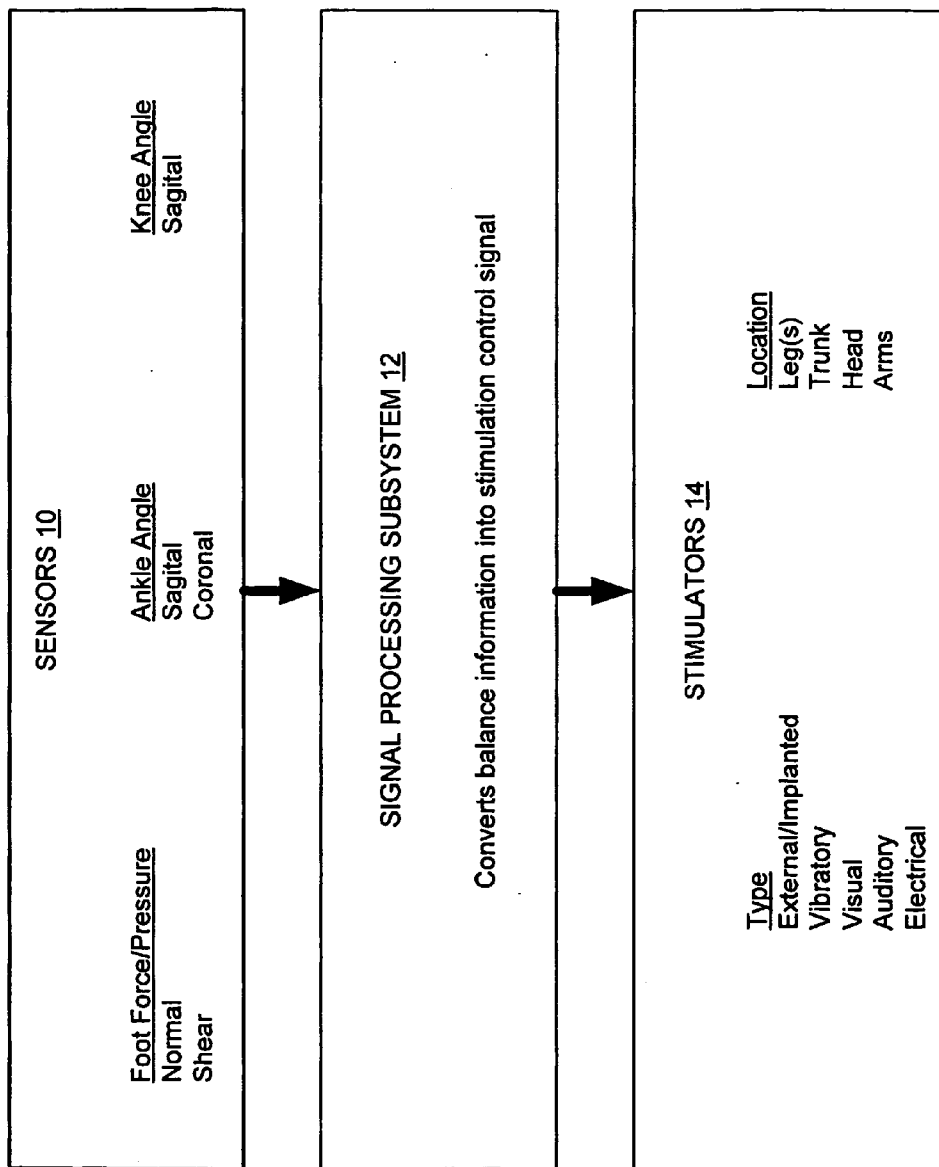 SENSORS 10
Foot Force/Pressure
Normal
Shear
Ankle Angle
Sagital
Coronal
Knee Angle
Sagital
SIGNAL PROCESSING SUBSYSTEM 12
Converts balance information into stimulation control signal
STIMULATORS 14
Type
External/Implanted
Vibratory
Visual
Auditory
Electrical
Location
Leg(s)
Trunk
Head
Arms